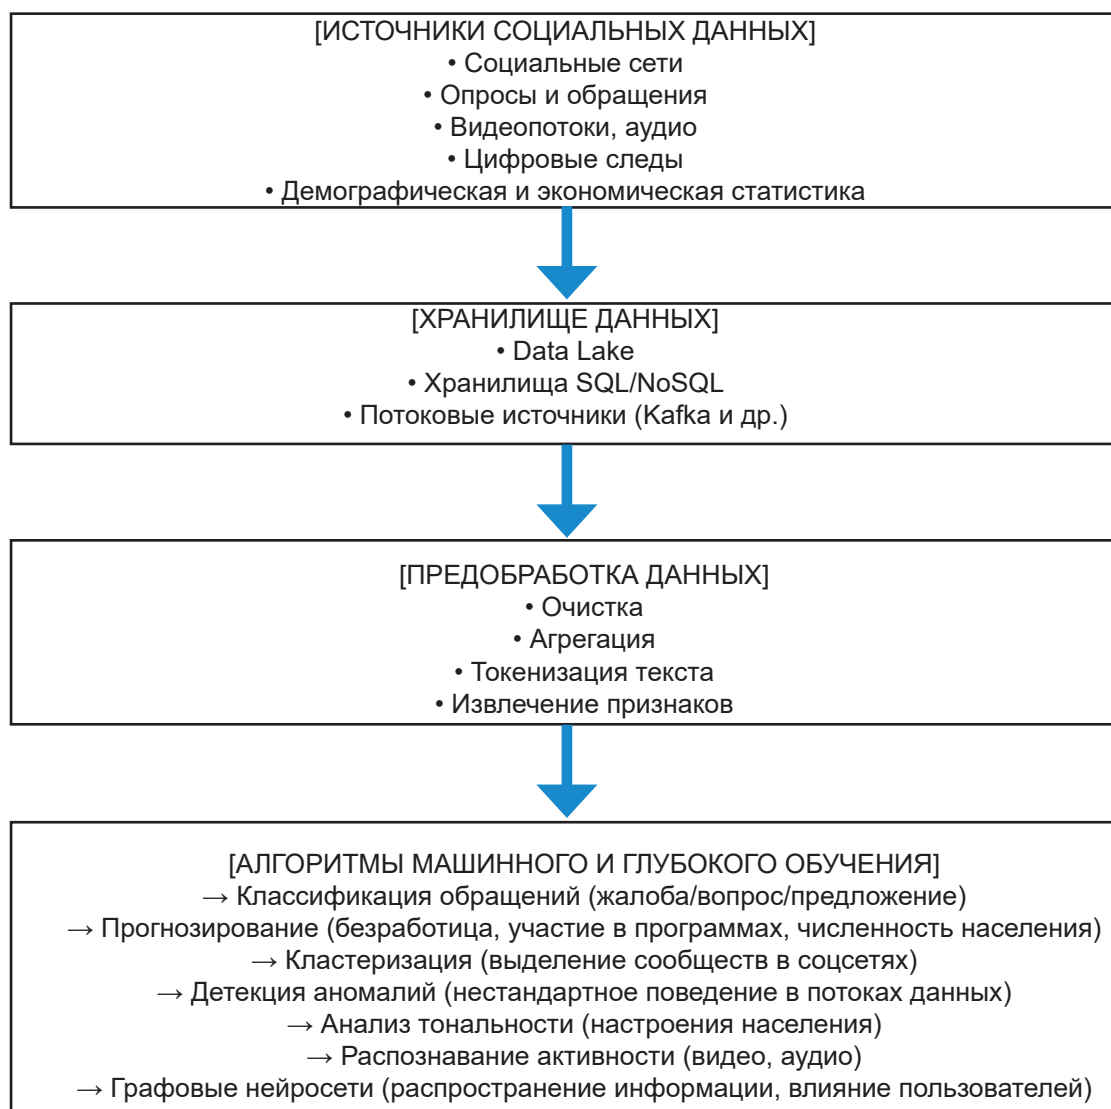 [ИСТОЧНИКИ СОЦИАЛЬНЫХ ДАННЫХ]
• Социальные сети
• Опросы и обращения
• Видеопотоки, аудио
• Цифровые следы
• Демографическая и экономическая статистика
[ХРАНИЛИЩЕ ДАННЫХ]
• Data Lake
• Хранилища SQL/NoSQL
• Потоковые источники (Kafka и др.)
[ПРЕДОБРАБОТКА ДАННЫХ]
• Очистка
• Агрегация
• Токенизация текста
• Извлечение признаков
[АЛГОРИТМЫ МАШИННОГО И ГЛУБОКОГО ОБУЧЕНИЯ]
→ Классификация обращений (жалоба/вопрос/предложение)
→ Прогнозирование (безработица, участие в программах, численность населения)
→ Кластеризация (выделение сообществ в соцсетях)
→ Детекция аномалий (нестандартное поведение в потоках данных)
→ Анализ тональности (настроения населения)
→ Распознавание активности (видео, аудио)
→ Графовые нейросети (распространение информации, влияние пользователей)